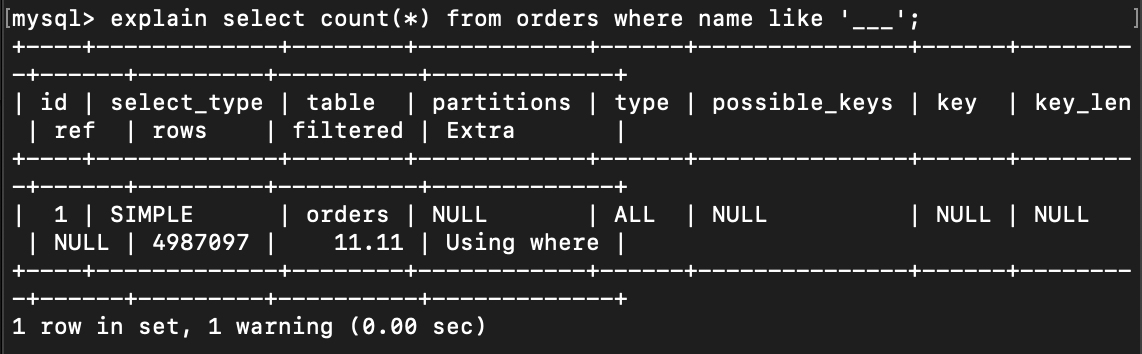 [mysql> explain select count(*) from orders where name like '___'; ]
+----+-------------+--------+------------+------+---------------+------+--------
-+------+---------+----------+-------------+
| id | select_type | table  | partitions | type | possible_keys | key  | key_len
 | ref  | rows    | filtered | Extra       |
+----+-------------+--------+------------+------+---------------+------+--------
-+------+---------+----------+-------------+
|  1 | SIMPLE      | orders | NULL       | ALL  | NULL          | NULL | NULL
 | NULL | 4987097 |    11.11 | Using where |
+----+-------------+--------+------------+------+---------------+------+--------
-+------+---------+----------+-------------+
1 row in set, 1 warning (0.00 sec)